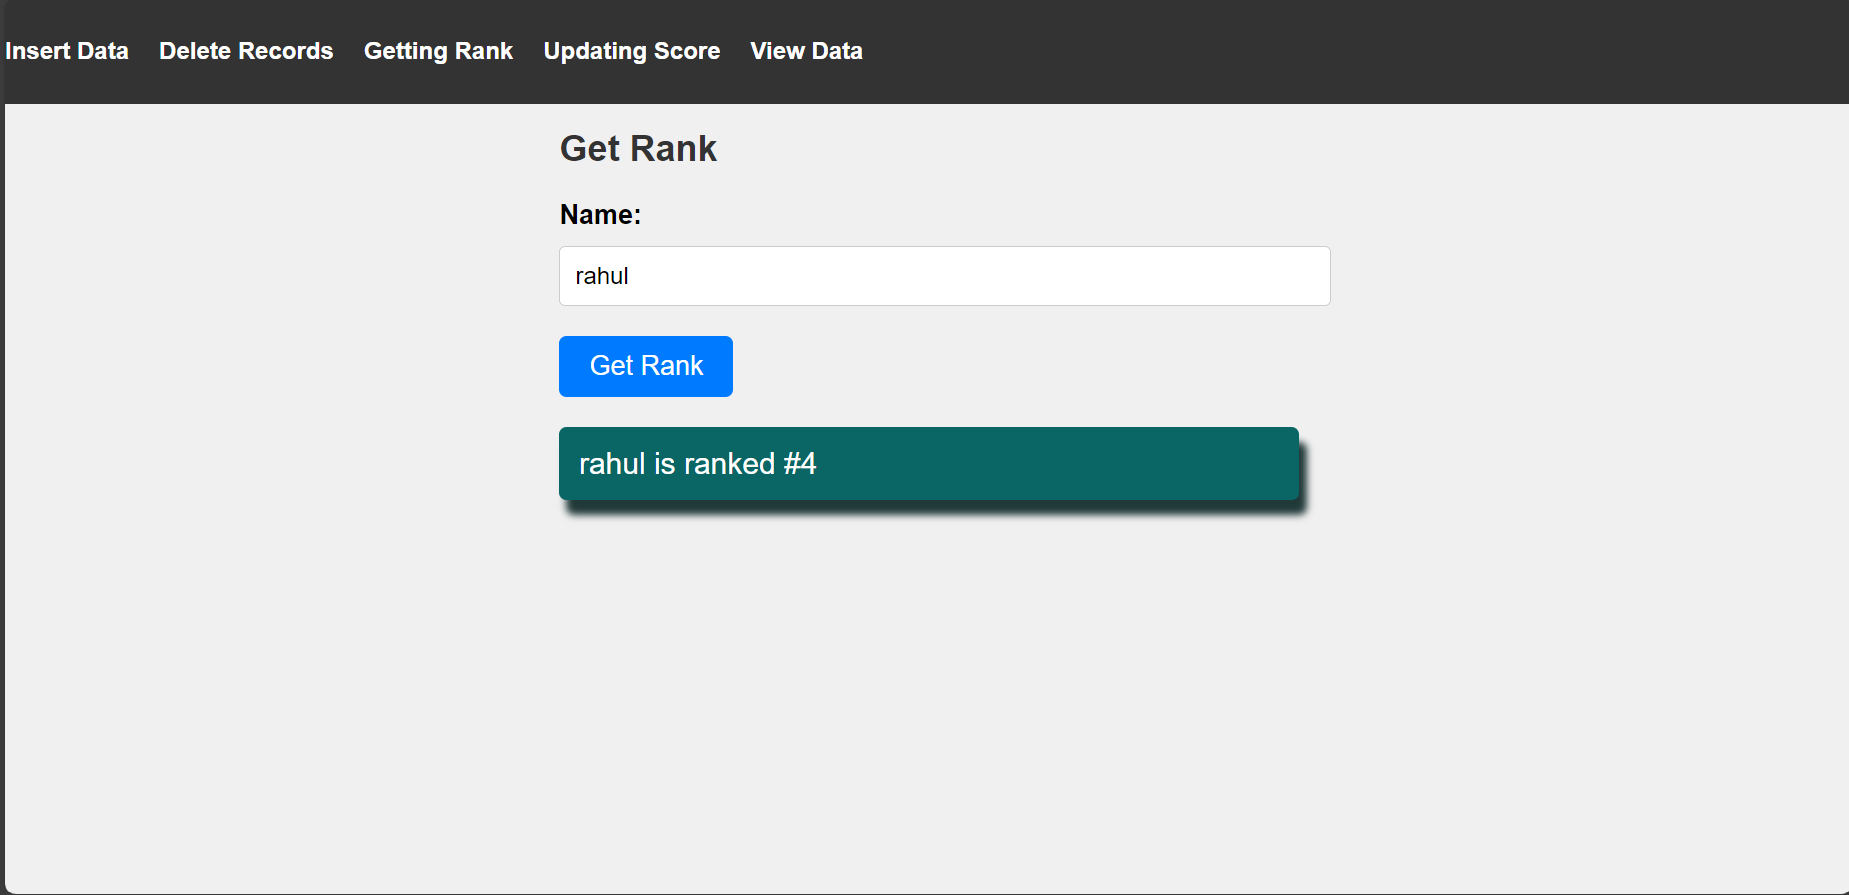 Insert Data Delete Records Getting Rank Updating Score View Data
Get Rank
Name:
rahul
Get Rank
rahul is ranked #4